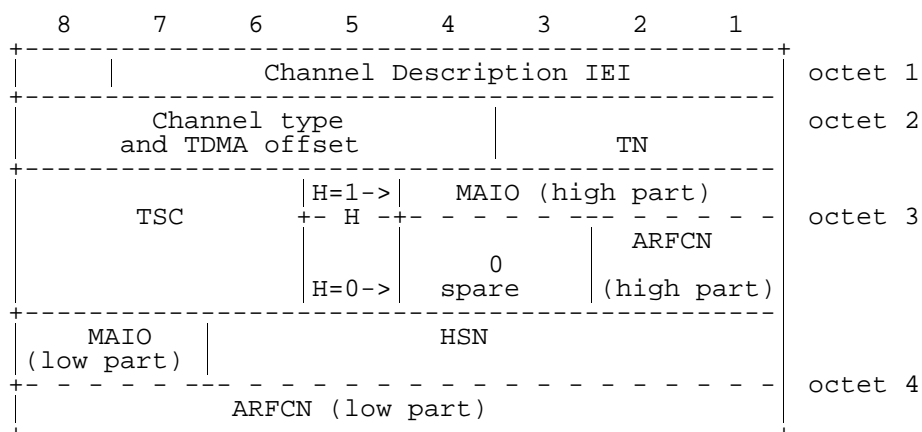 8 7 6 5 4 3 2 1
Channel Description IEI octet 1
Channel type octet 2
and TDMA offset TN
H=1-> MAIO (high part)
TSC H octet 3
ARFCN
0
H=0-> spare (high part)
MAIO HSN
(low part)
octet 4
ARFCN (low part)